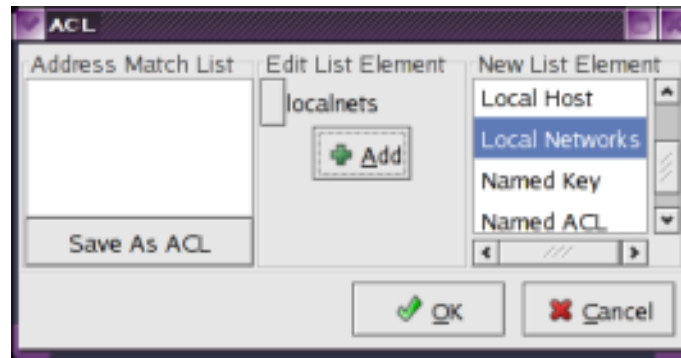 ACL
Address Match List
Edit List Element
New List Element
localnets
Add
Local Host
Local Networks
Named Key
Named ACL
Save As ACL
OK
Cancel